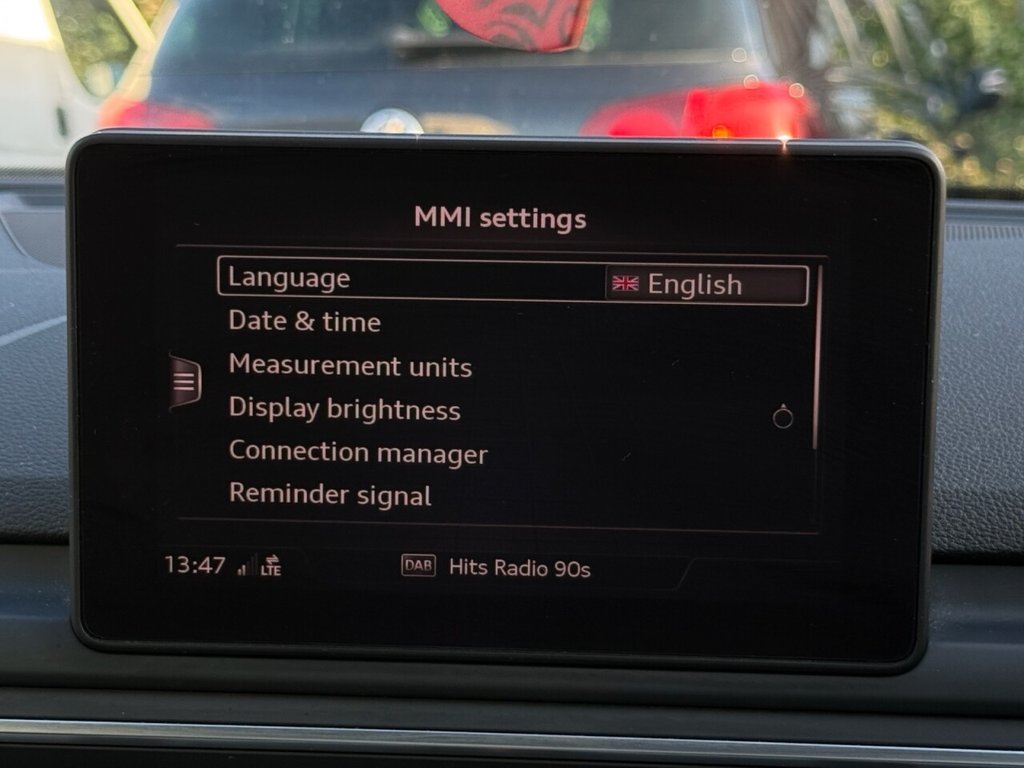 MMI settings
Language English
Date & time
Measurement units
Display brightness
Connection manager
Reminder signal
13:47 LTE DAB Hits Radio 90s